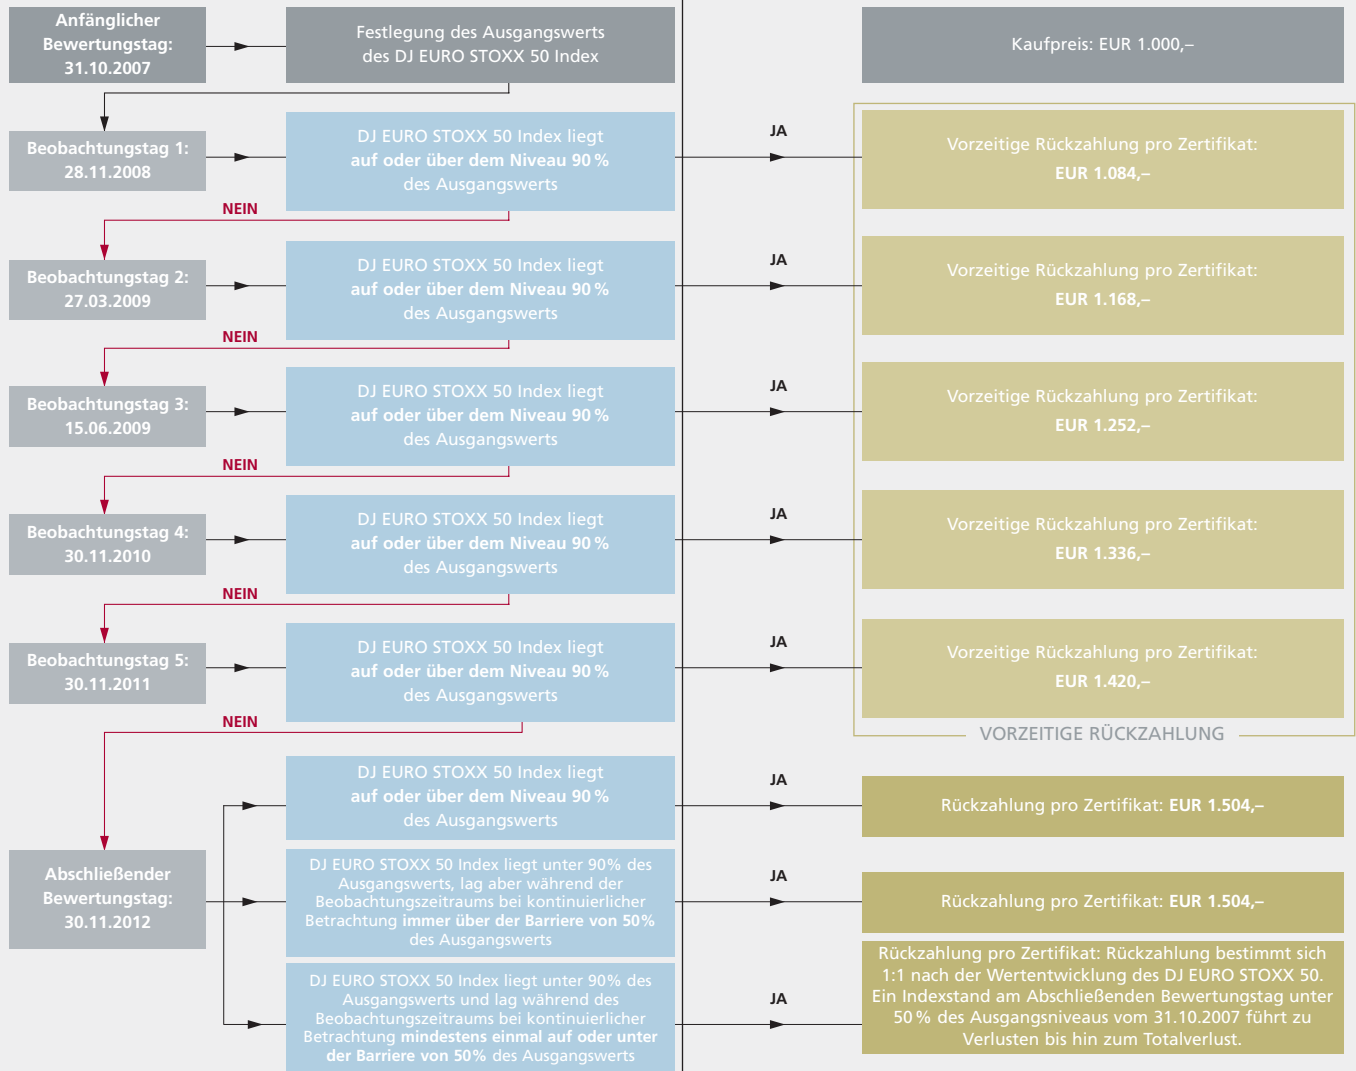 Anfänglicher
Bewertungstag:
31.10.2007
Festlegung des Ausgangswerts
des DJ EURO STOXX 50 Index
Kaufpreis: EUR 1.000,–
Beobachtungstag 1:
28.11.2008
DJ EURO STOXX 50 Index liegt
auf oder über dem Niveau 90 %
des Ausgangswerts
JA
Vorzeitige Rückzahlung pro Zertifikat:
EUR 1.084,–
NEIN
Beobachtungstag 2:
27.03.2009
DJ EURO STOXX 50 Index liegt
auf oder über dem Niveau 90 %
des Ausgangswerts
JA
Vorzeitige Rückzahlung pro Zertifikat:
EUR 1.168,–
NEIN
Beobachtungstag 3:
15.06.2009
DJ EURO STOXX 50 Index liegt
auf oder über dem Niveau 90 %
des Ausgangswerts
JA
Vorzeitige Rückzahlung pro Zertifikat:
EUR 1.252,–
NEIN
Beobachtungstag 4:
30.11.2010
DJ EURO STOXX 50 Index liegt
auf oder über dem Niveau 90 %
des Ausgangswerts
JA
Vorzeitige Rückzahlung pro Zertifikat:
EUR 1.336,–
NEIN
Beobachtungstag 5:
30.11.2011
DJ EURO STOXX 50 Index liegt
auf oder über dem Niveau 90 %
des Ausgangswerts
JA
Vorzeitige Rückzahlung pro Zertifikat:
EUR 1.420,–
NEIN
VORZEITIGE RÜCKZAHLUNG
Abschließender
Bewertungstag:
30.11.2012
DJ EURO STOXX 50 Index liegt
auf oder über dem Niveau 90 %
des Ausgangswerts
JA
Rückzahlung pro Zertifikat: EUR 1.504,–
DJ EURO STOXX 50 Index liegt unter 90% des
Ausgangswerts, lag aber während der
Beobachtungszeitraums bei kontinuierlicher
Betrachtung immer über der Barriere von 50%
des Ausgangswerts
JA
Rückzahlung pro Zertifikat: EUR 1.504,–
DJ EURO STOXX 50 Index liegt unter 90% des
Ausgangswerts und lag während des
Beobachtungszeitraums bei kontinuierlicher
Betrachtung mindestens einmal auf oder unter
der Barriere von 50% des Ausgangswerts
JA
Rückzahlung pro Zertifikat: Rückzahlung bestimmt sich
1:1 nach der Wertentwicklung des DJ EURO STOXX 50.
Ein Indexstand am Abschließenden Bewertungstag unter
50 % des Ausgangsniveaus vom 31.10.2007 führt zu
Verlusten bis hin zum Totalverlust.